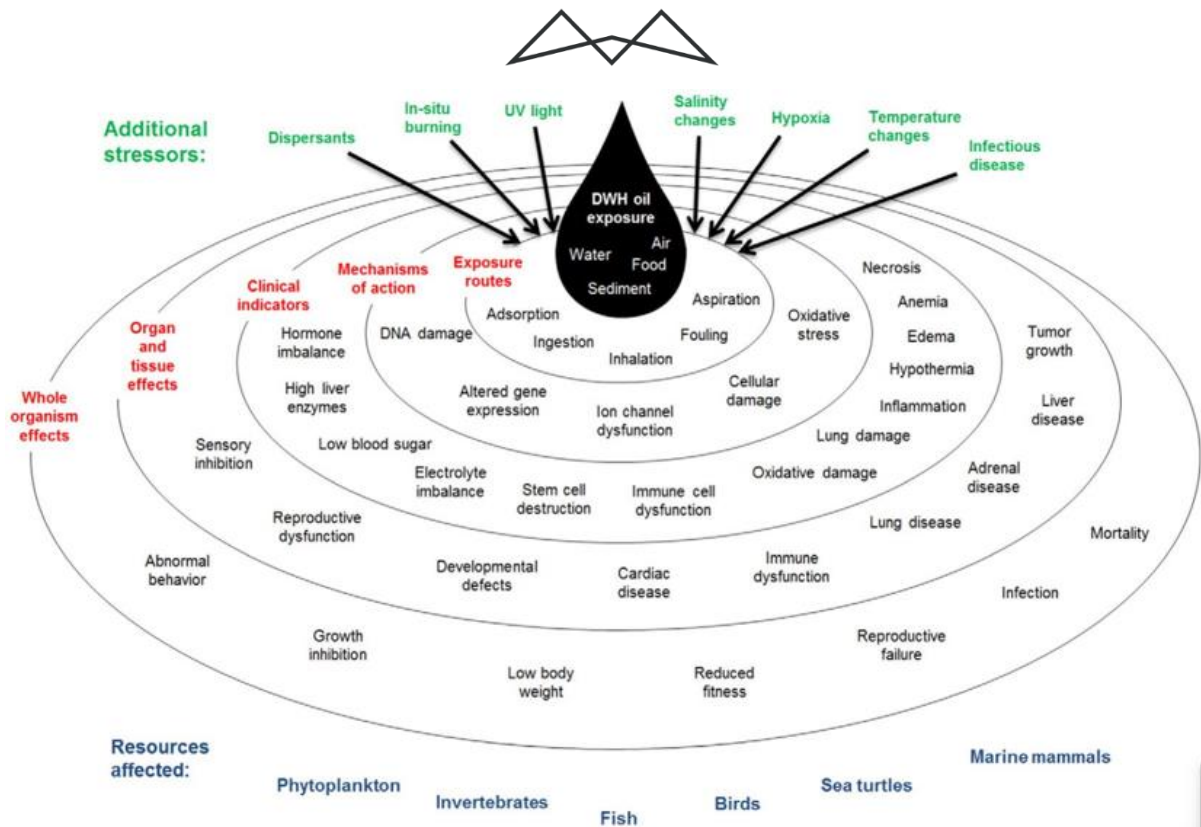 Additional
stressors:
Dispersants
In-situ
burning
UV light
Salinity
changes
Hypoxia
Temperature
changes
Infectious
disease
DWH oil
exposure
Water
Air
Food
Sediment
Exposure
routes
Adsorption
Ingestion
Inhalation
Fouling
Aspiration
Mechanisms
of action
DNA damage
Altered gene
expression
Ion channel
dysfunction
Cellular
damage
Oxidative
stress
Clinical
indicators
Hormone
imbalance
High liver
enzymes
Low blood sugar
Electrolyte
imbalance
Stem cell
destruction
Immune cell
dysfunction
Oxidative damage
Lung damage
Inflammation
Hypothermia
Edema
Anemia
Necrosis
Organ
and
tissue
effects
Sensory
inhibition
Reproductive
dysfunction
Developmental
defects
Cardiac
disease
Immune
dysfunction
Lung disease
Adrenal
disease
Liver
disease
Tumor
growth
Whole
organism
effects
Abnormal
behavior
Growth
inhibition
Low body
weight
Reduced
fitness
Reproductive
failure
Infection
Mortality
Resources
affected:
Phytoplankton
Invertebrates
Fish
Birds
Sea turtles
Marine mammals